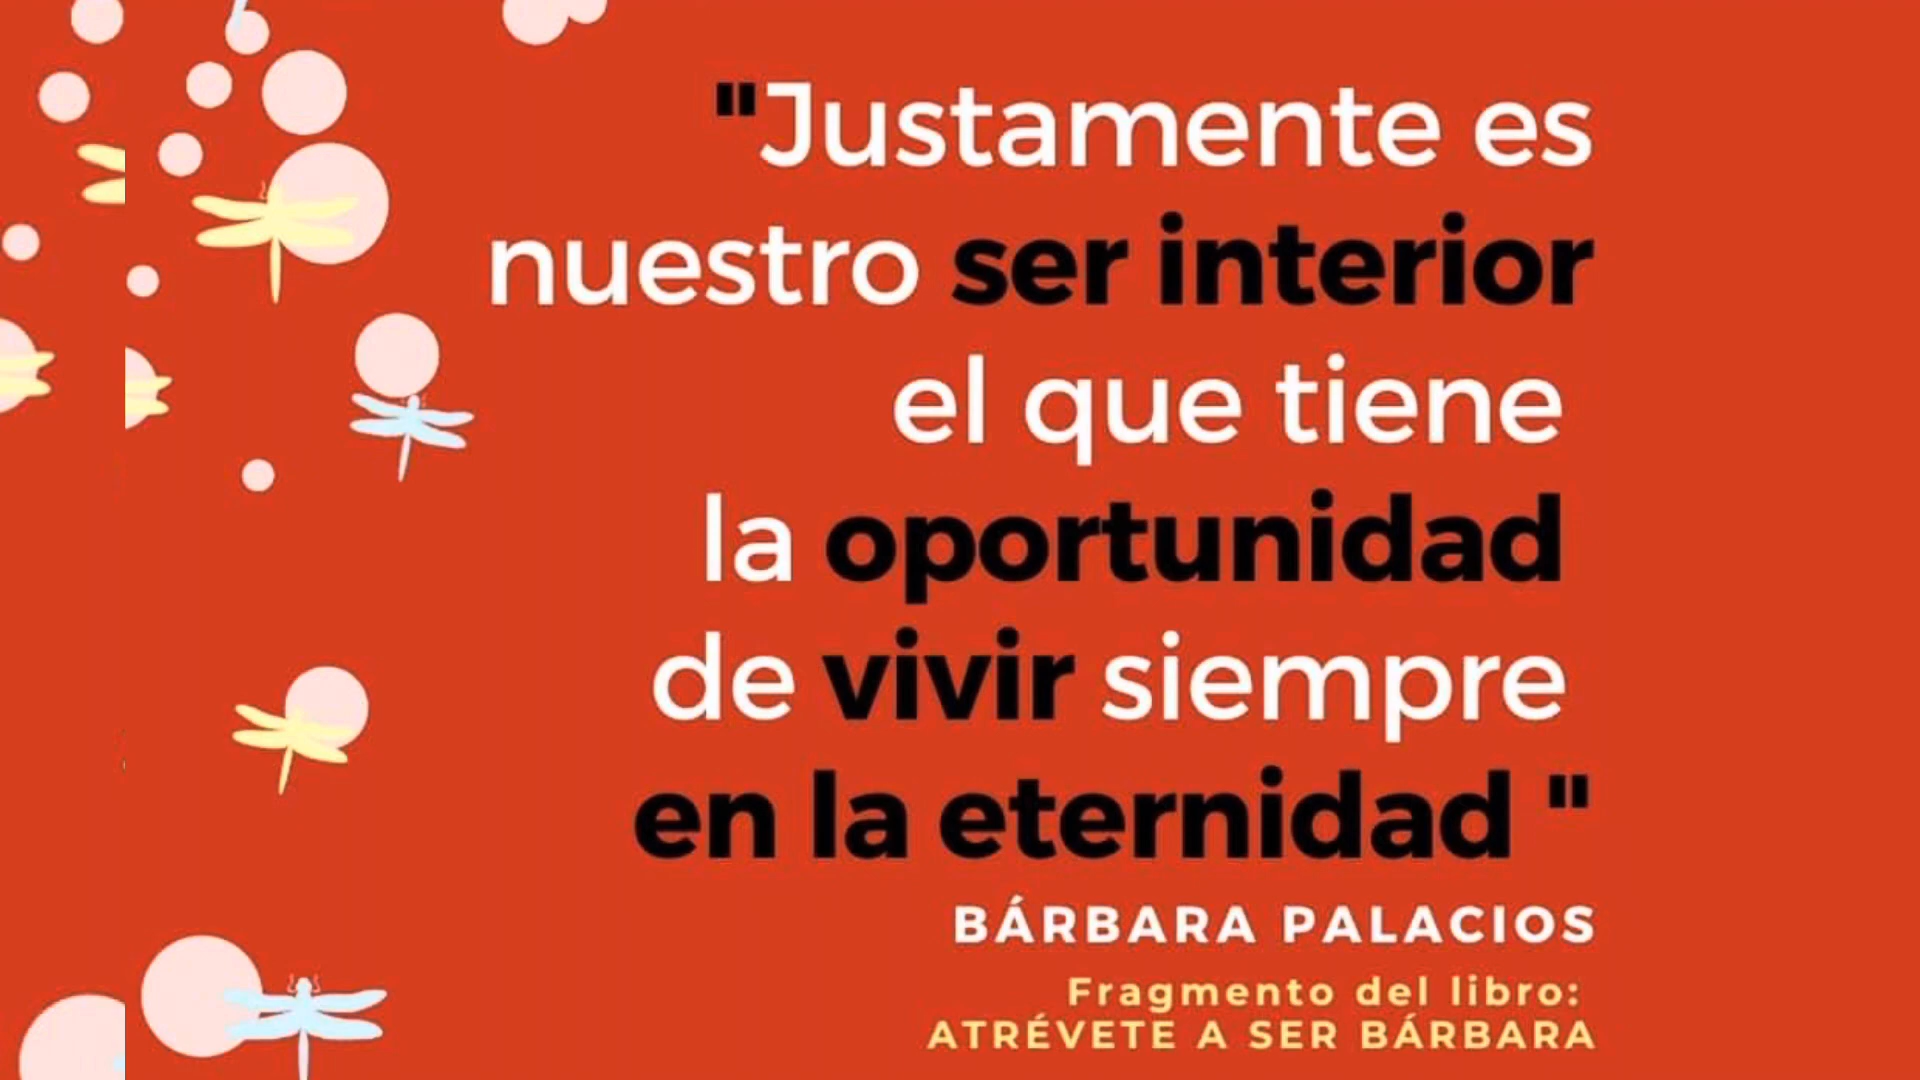 "Justamente es
nuestro ser interior
el que tiene
la oportunidad
de vivir siempre
en la eternidad "
BÁRBARA PALACIOS
Fragmento del libro:
ATRÉVETE A SER BÁRBARA